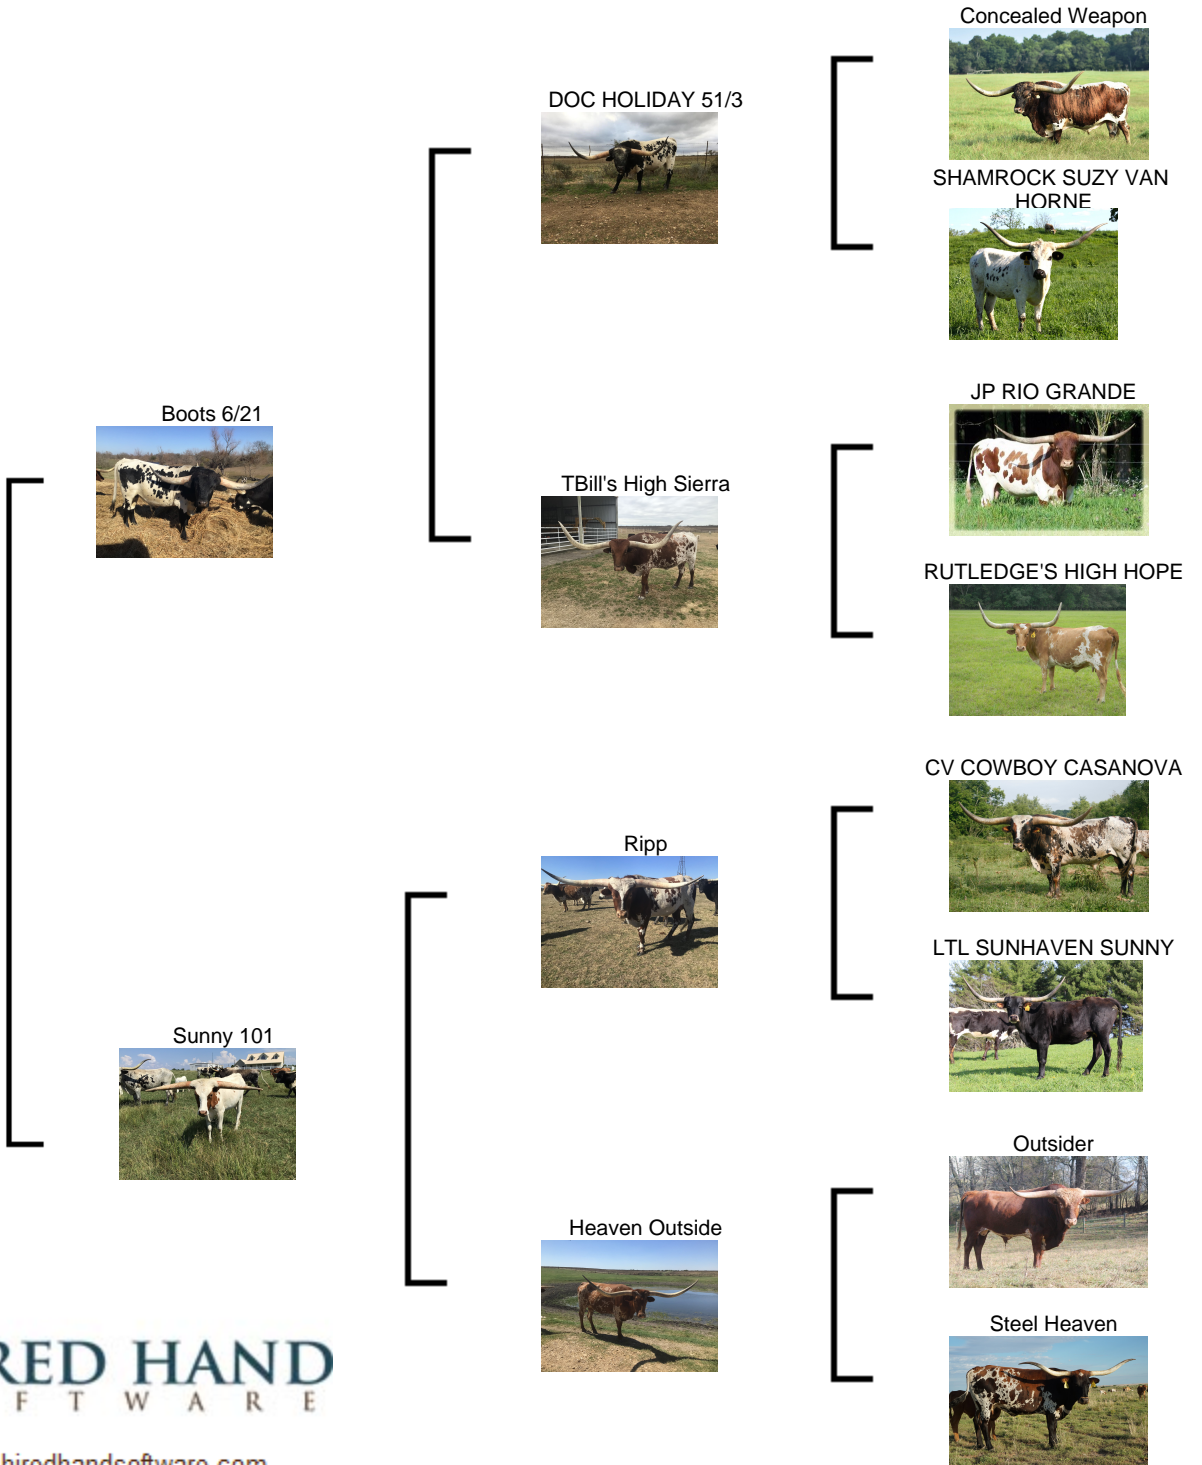 Concealed Weapon
DOC HOLIDAY 51/3
SHAMROCK SUZY VAN
HORNE
JP RIO GRANDE
Boots 6/21
TBill's High Sierra
RUTLEDGE'S HIGH HOPE
CV COWBOY CASANOVA
Ripp
LTL SUNHAVEN SUNNY
Sunny 101
Outsider
Heaven Outside
Steel Heaven
RED HAND
F T W A R E
hiredhandsoftware.com